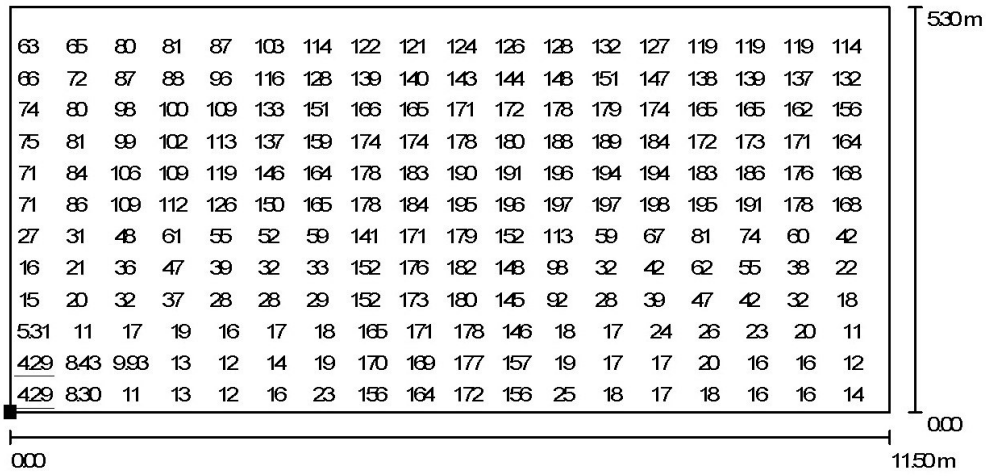 5.30 m
63 65 80 81 87 103 114 122 121 124 126 128 132 127 119 119 119 114
66 72 87 88 96 116 128 139 140 143 144 148 151 147 138 139 137 132
74 80 98 100 109 133 151 166 165 171 172 178 179 174 165 165 162 156
75 81 99 102 113 137 159 174 174 178 180 188 189 184 172 173 171 164
71 84 106 109 119 146 164 178 183 190 191 196 194 194 183 186 176 168
71 86 109 112 126 150 165 178 184 195 196 197 197 198 195 191 178 168
27 31 48 61 55 52 59 141 171 179 152 113 59 67 81 74 60 42
16 21 36 47 39 32 33 152 176 182 148 98 32 42 62 55 38 22
15 20 32 37 28 28 29 152 173 180 145 92 28 39 47 42 32 18
5.31 11 17 19 16 17 18 165 171 178 146 18 17 24 26 23 20 11
4.29 8.43 9.93 13 12 14 19 170 169 177 157 19 17 17 20 16 16 12
4.29 8.30 11 13 12 16 23 156 164 172 156 25 18 17 18 16 16 14
0.00
0.00 11.50 m